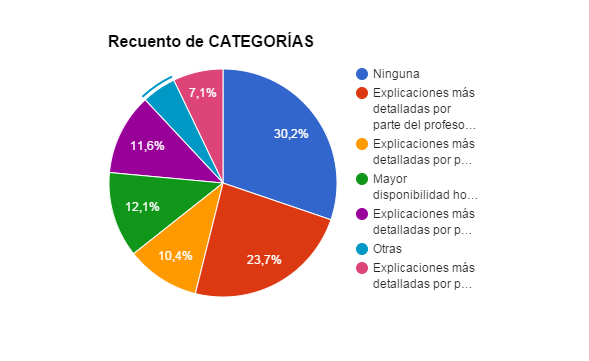 Recuento de CATEGORÍAS
7,1%
30,2%
11,6%
12,1%
10,4%
23,7%
Ninguna
Explicaciones más
detalladas por
parte del profeso…
Explicaciones más
detalladas por p…
Mayor
disponibilidad ho…
Explicaciones más
detalladas por p…
Otras
Explicaciones más
detalladas por p…